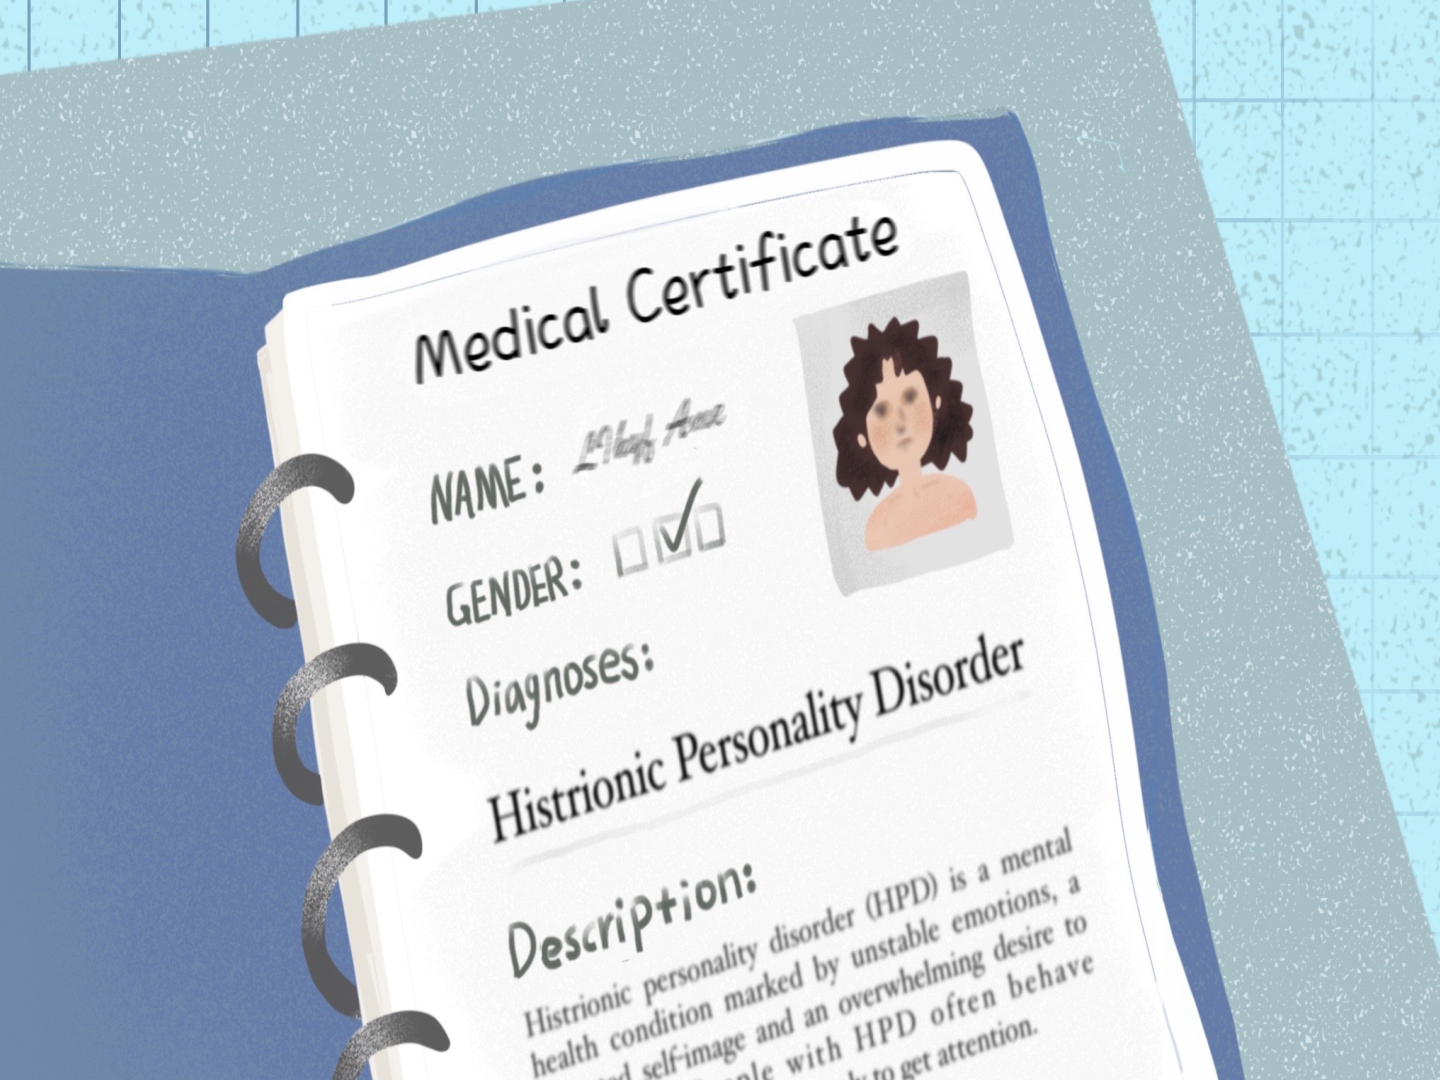 Medical Certificate
NAME:
GENDER:
Diagnoses:
Histrionic Personality Disorder
Description:
Histrionic personality disorder (HPD) is a mental
health condition marked by unstable emotions, a
self-image and an overwhelming desire to
with HPD often behave
to get attention.